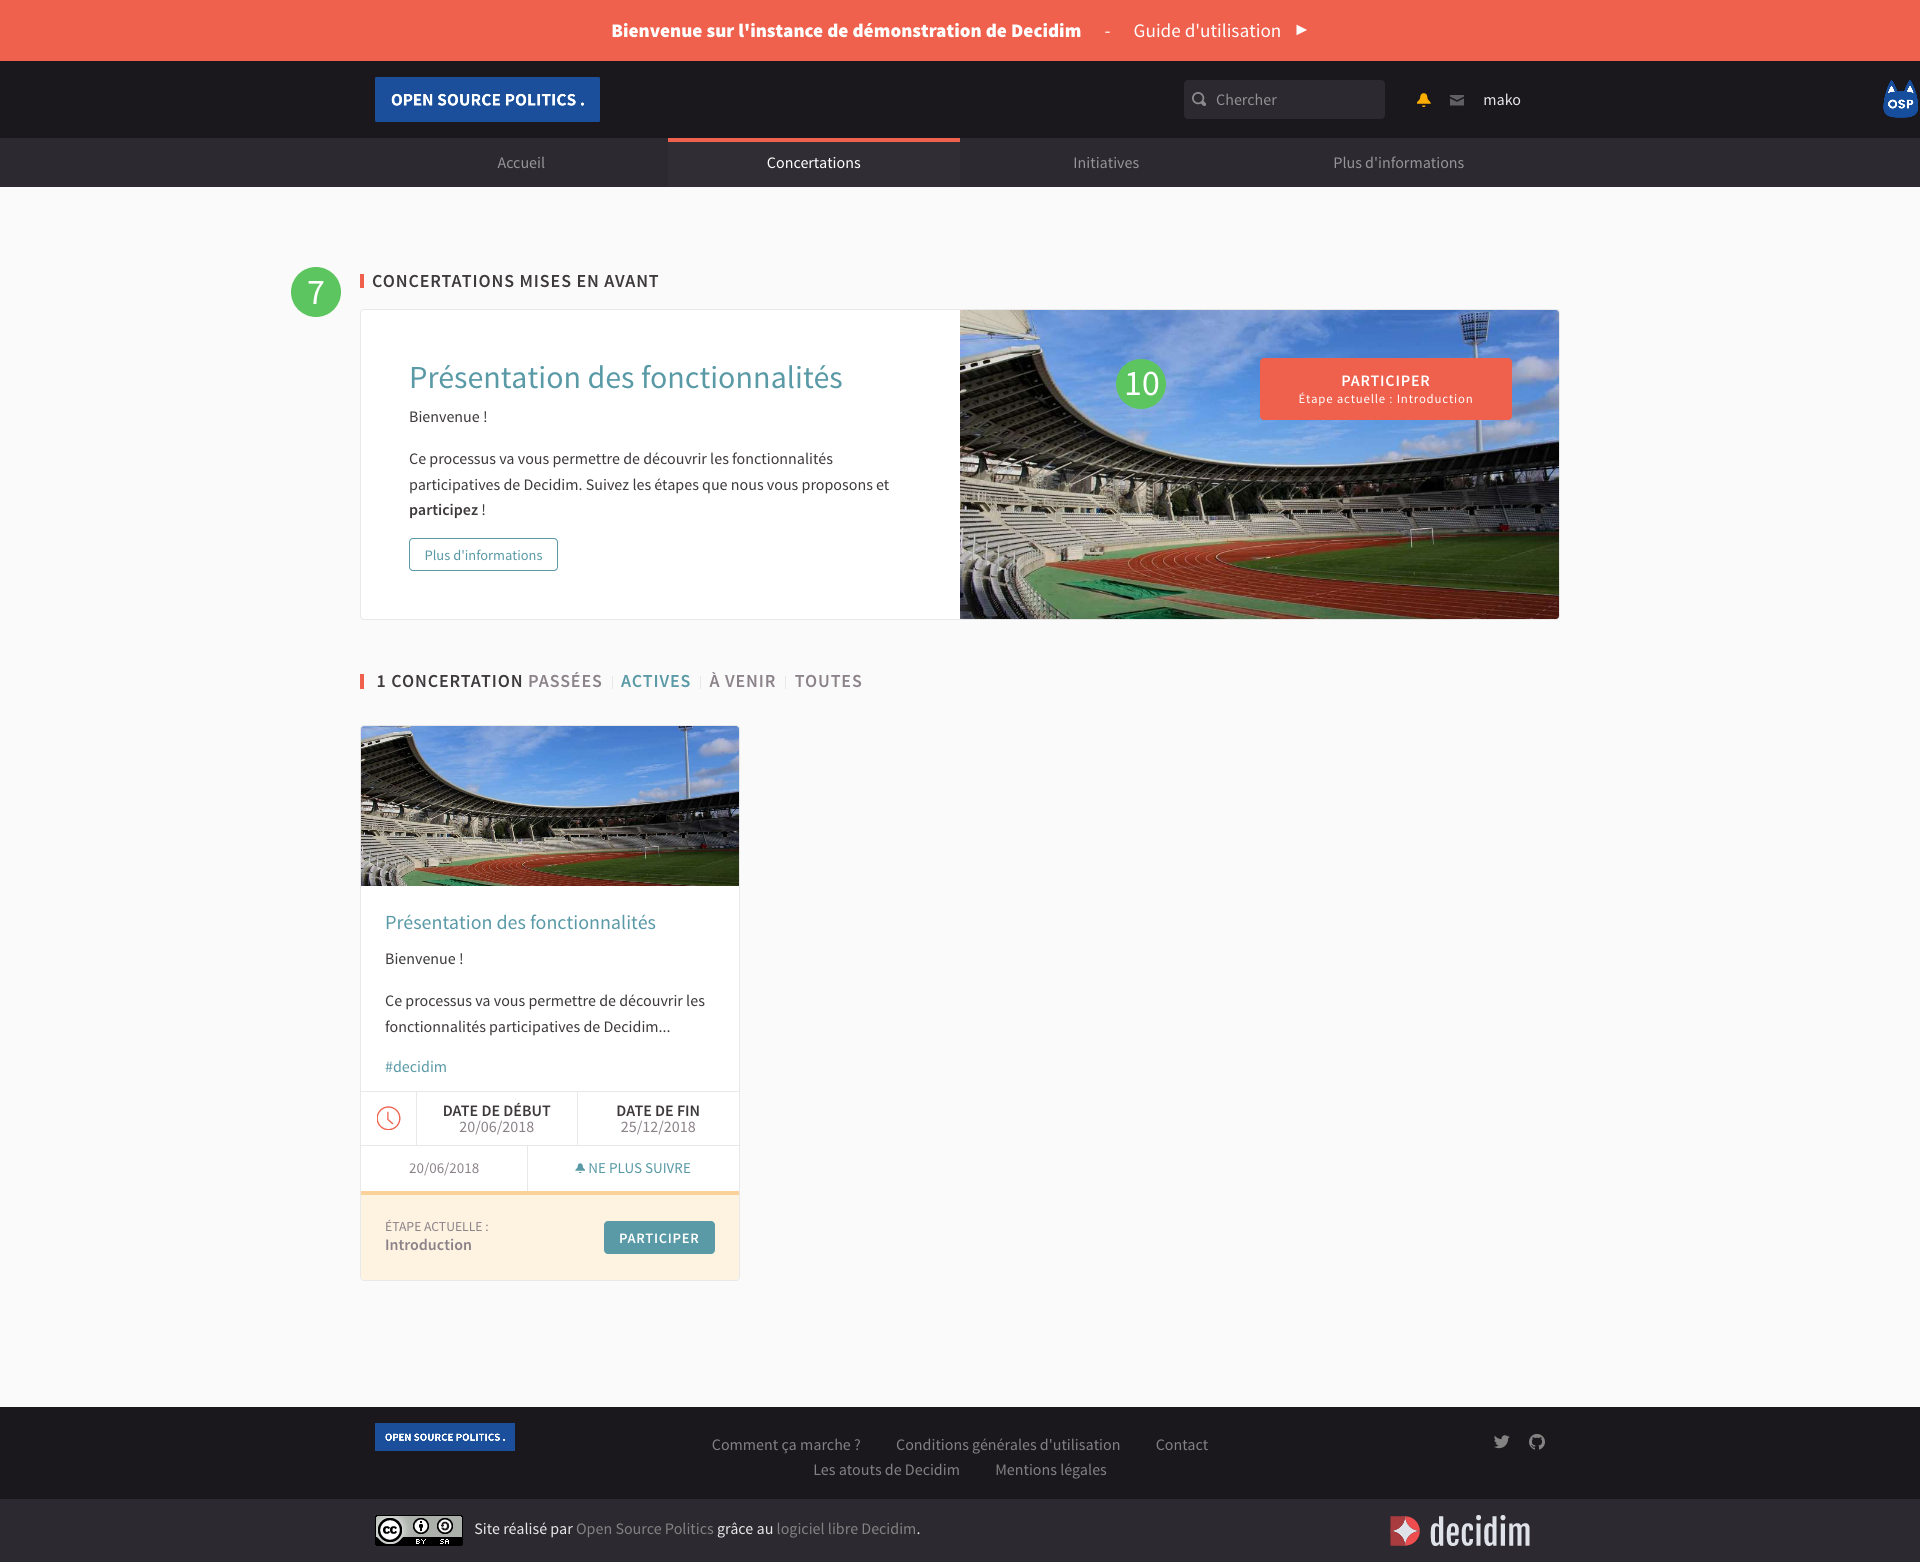 Bienvenue sur l'instance de démonstration de Decidim - Guide d'utilisation ►
OPEN SOURCE POLITICS .
Chercher
mako
OSP
Accueil
Concertations
Initiatives
Plus d'informations
7
CONCERTATIONS MISES EN AVANT
Présentation des fonctionnalités
Bienvenue !
Ce processus va vous permettre de découvrir les fonctionnalités
participatives de Decidim. Suivez les étapes que nous vous proposons et
participez !
Plus d'informations
10
PARTICIPER
Étape actuelle : Introduction
1 CONCERTATION PASSÉES ACTIVES À VENIR TOUTES
Présentation des fonctionnalités
Bienvenue !
Ce processus va vous permettre de découvrir les
fonctionnalités participatives de Decidim...
#decidim
DATE DE DÉBUT
20/06/2018
DATE DE FIN
25/12/2018
20/06/2018
NE PLUS SUIVRE
ÉTAPE ACTUELLE :
Introduction
PARTICIPER
OPEN SOURCE POLITICS .
Comment ça marche ? Conditions générales d'utilisation Contact
Les atouts de Decidim Mentions légales
cc BY SA
Site réalisé par Open Source Politics grâce au logiciel libre Decidim.
decidim